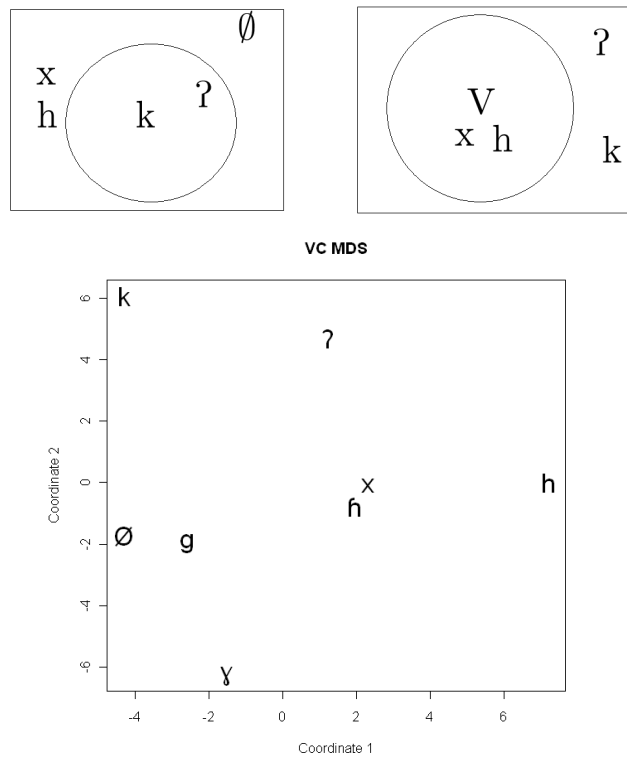 ∅
x ʔ
h k
ʔ
V
x h k
VC MDS
k
ʔ
x h
ɦ
Ø g
ɣ
6
4
2
0
-2
-4
-6
-4 -2 0 2 4 6
Coordinate 2
Coordinate 1